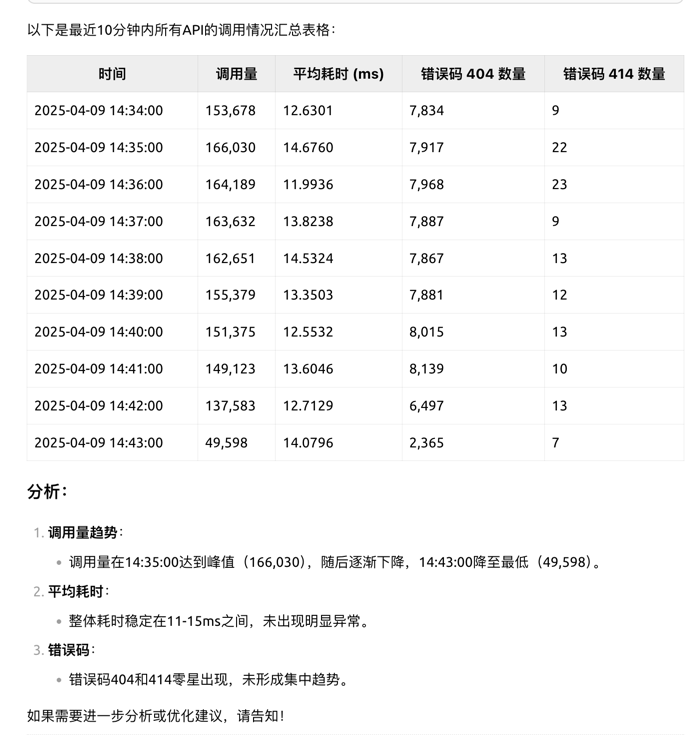 以下是最近10分钟内所有API的调用情况汇总表格：
时间 调用量 平均耗时 (ms) 错误码 404 数量 错误码 414 数量
2025-04-09 14:34:00 153,678 12.6301 7,834 9
2025-04-09 14:35:00 166,030 14.6760 7,917 22
2025-04-09 14:36:00 164,189 11.9936 7,968 23
2025-04-09 14:37:00 163,632 13.8238 7,887 9
2025-04-09 14:38:00 162,651 14.5324 7,867 13
2025-04-09 14:39:00 155,379 13.3503 7,881 12
2025-04-09 14:40:00 151,375 12.5532 8,015 13
2025-04-09 14:41:00 149,123 13.6046 8,139 10
2025-04-09 14:42:00 137,583 12.7129 6,497 13
2025-04-09 14:43:00 49,598 14.0796 2,365 7
分析：
1. 调用量趋势：
• 调用量在14:35:00达到峰值（166,030），随后逐渐下降，14:43:00降至最低（49,598）。
2. 平均耗时：
• 整体耗时稳定在11-15ms之间，未出现明显异常。
3. 错误码：
• 错误码404和414零星出现，未形成集中趋势。
如果需要进一步分析或优化建议，请告知！